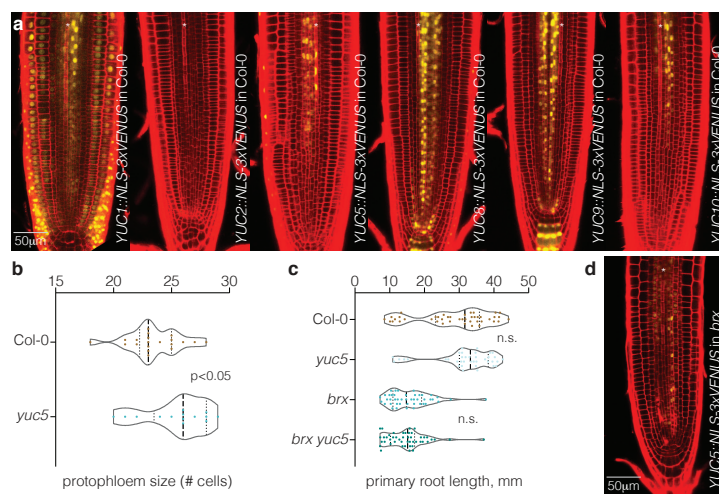 a
YUC1::NLS-3xVENUS in Col-0
YUC2::NLS-3xVENUS in Col-0
YUC5::NLS-3xVENUS in Col-0
YUC8::NLS-3xVENUS in Col-0
YUC9::NLS-3xVENUS in Col-0
YUC10::NLS-3xVENUS in Col-0
50µm
b
15 20 25 30
Col-0
p<0.05
yuc5
protophloem size (# cells)
c
0 10 20 30 40 50
Col-0
n.s.
yuc5
brx
n.s.
brx yuc5
primary root length, mm
d
YUC5::NLS-3xVENUS in brx
50µm